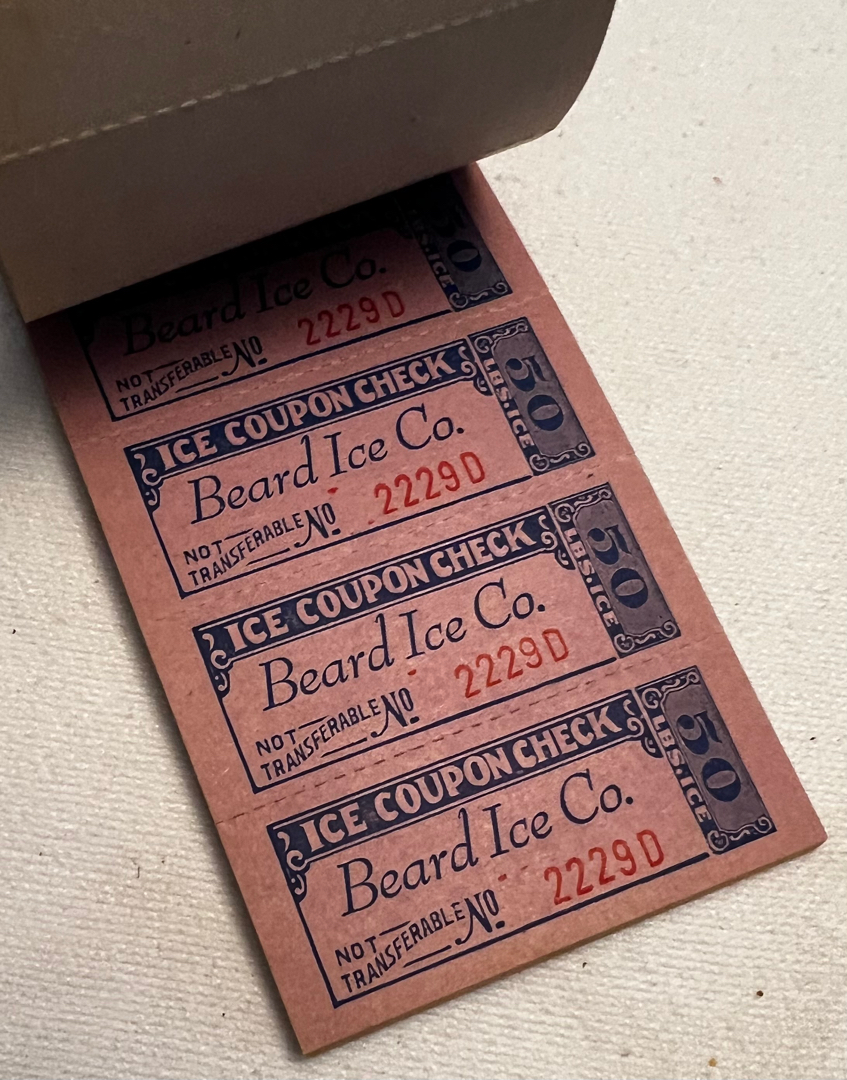 50
LBS.ICE
Beard Ice Co.
NOT
TRANSFERABLE No 2229D
ICE COUPON CHECK
50
LBS.ICE
Beard Ice Co.
NOT
TRANSFERABLE No 2229D
ICE COUPON CHECK
50
LBS.ICE
Beard Ice Co.
NOT
TRANSFERABLE No 2229D
ICE COUPON CHECK
50
LBS.ICE
Beard Ice Co.
NOT
TRANSFERABLE No 2229D